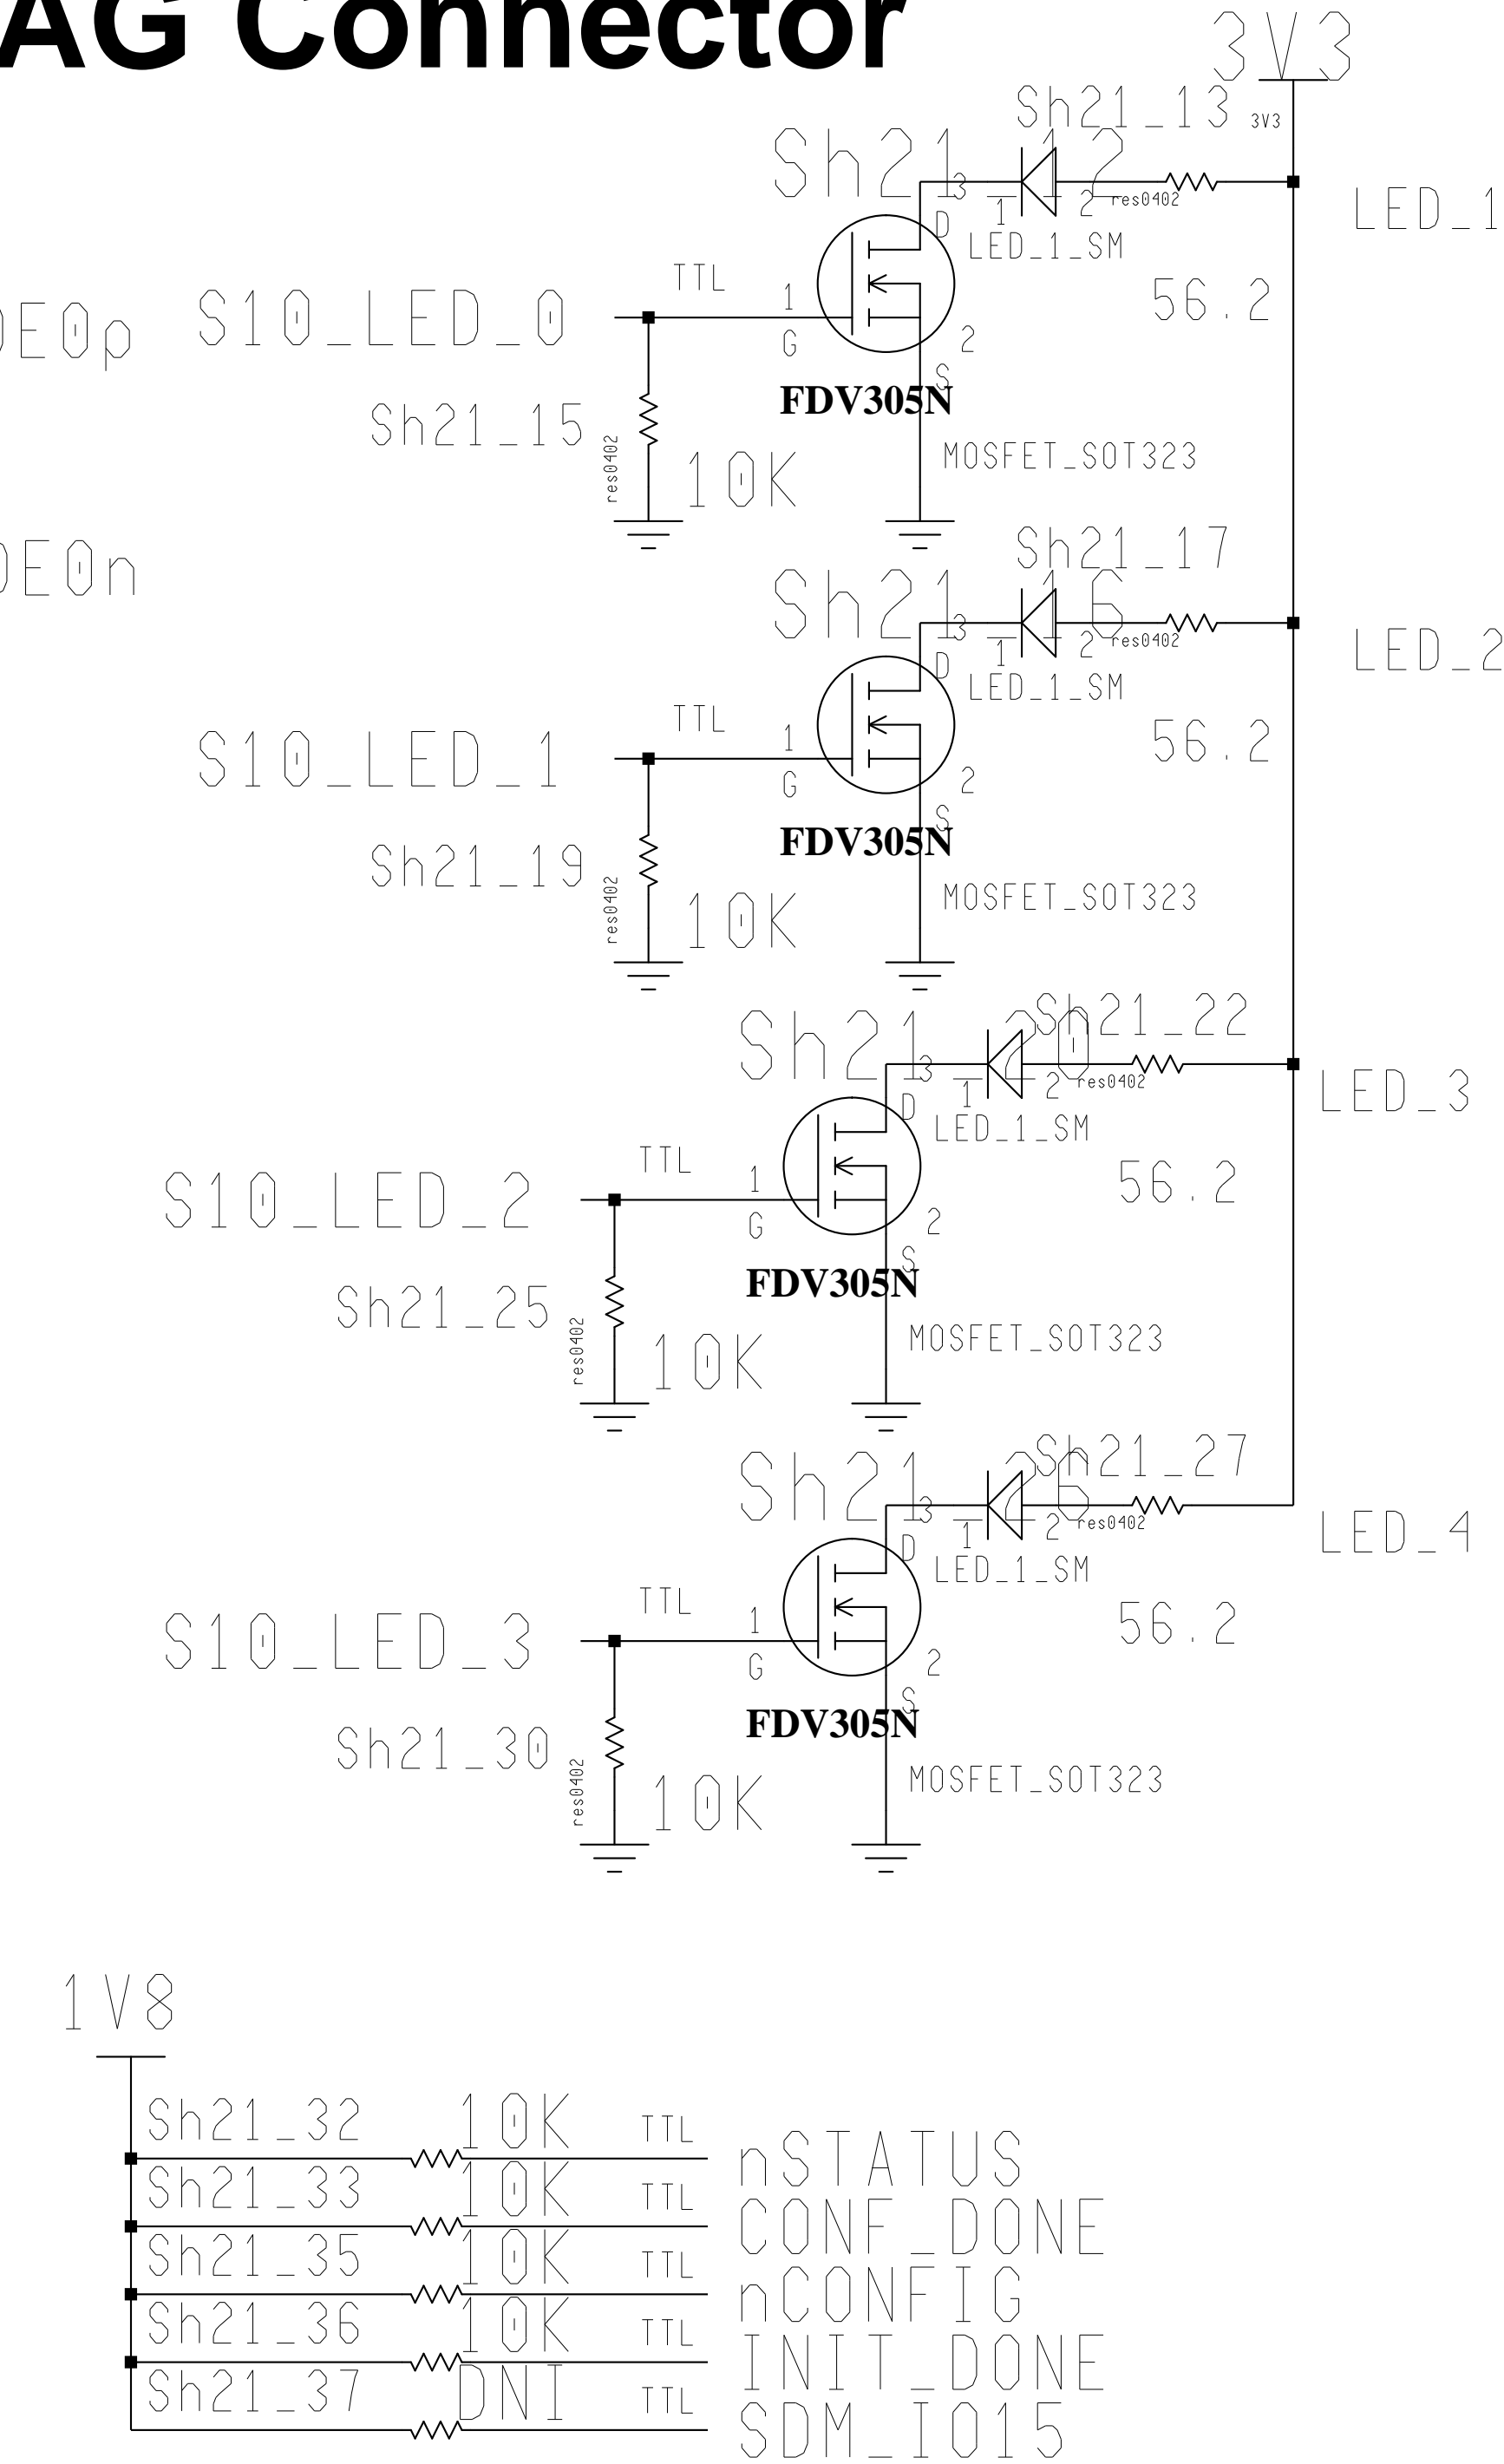 AG Connector
3V3
Sh21_13
3V3
Sh21_12
3
1
2
res0402
LED_1
D
LED_1_SM
TTL
1
56.2
S10_LED_0
E0p
G
2
S
FDV305N
Sh21_15
res0402
10K
MOSFET_SOT323
E0n
Sh21_17
Sh21_16
3
1
2
res0402
LED_2
D
LED_1_SM
TTL
1
56.2
S10_LED_1
G
2
S
FDV305N
Sh21_19
res0402
10K
MOSFET_SOT323
Sh21_22
Sh21_20
3
1
2
res0402
LED_3
D
LED_1_SM
TTL
1
56.2
S10_LED_2
G
2
S
FDV305N
Sh21_25
res0402
10K
MOSFET_SOT323
Sh21_27
Sh21_26
3
1
2
res0402
LED_4
D
LED_1_SM
TTL
1
56.2
S10_LED_3
G
2
S
FDV305N
Sh21_30
res0402
10K
MOSFET_SOT323
1V8
Sh21_32 10K TTL nSTATUS
Sh21_33 10K TTL CONF_DONE
Sh21_35 10K TTL nCONFIG
Sh21_36 10K TTL INIT_DONE
Sh21_37 DNI TTL SDM_IO15